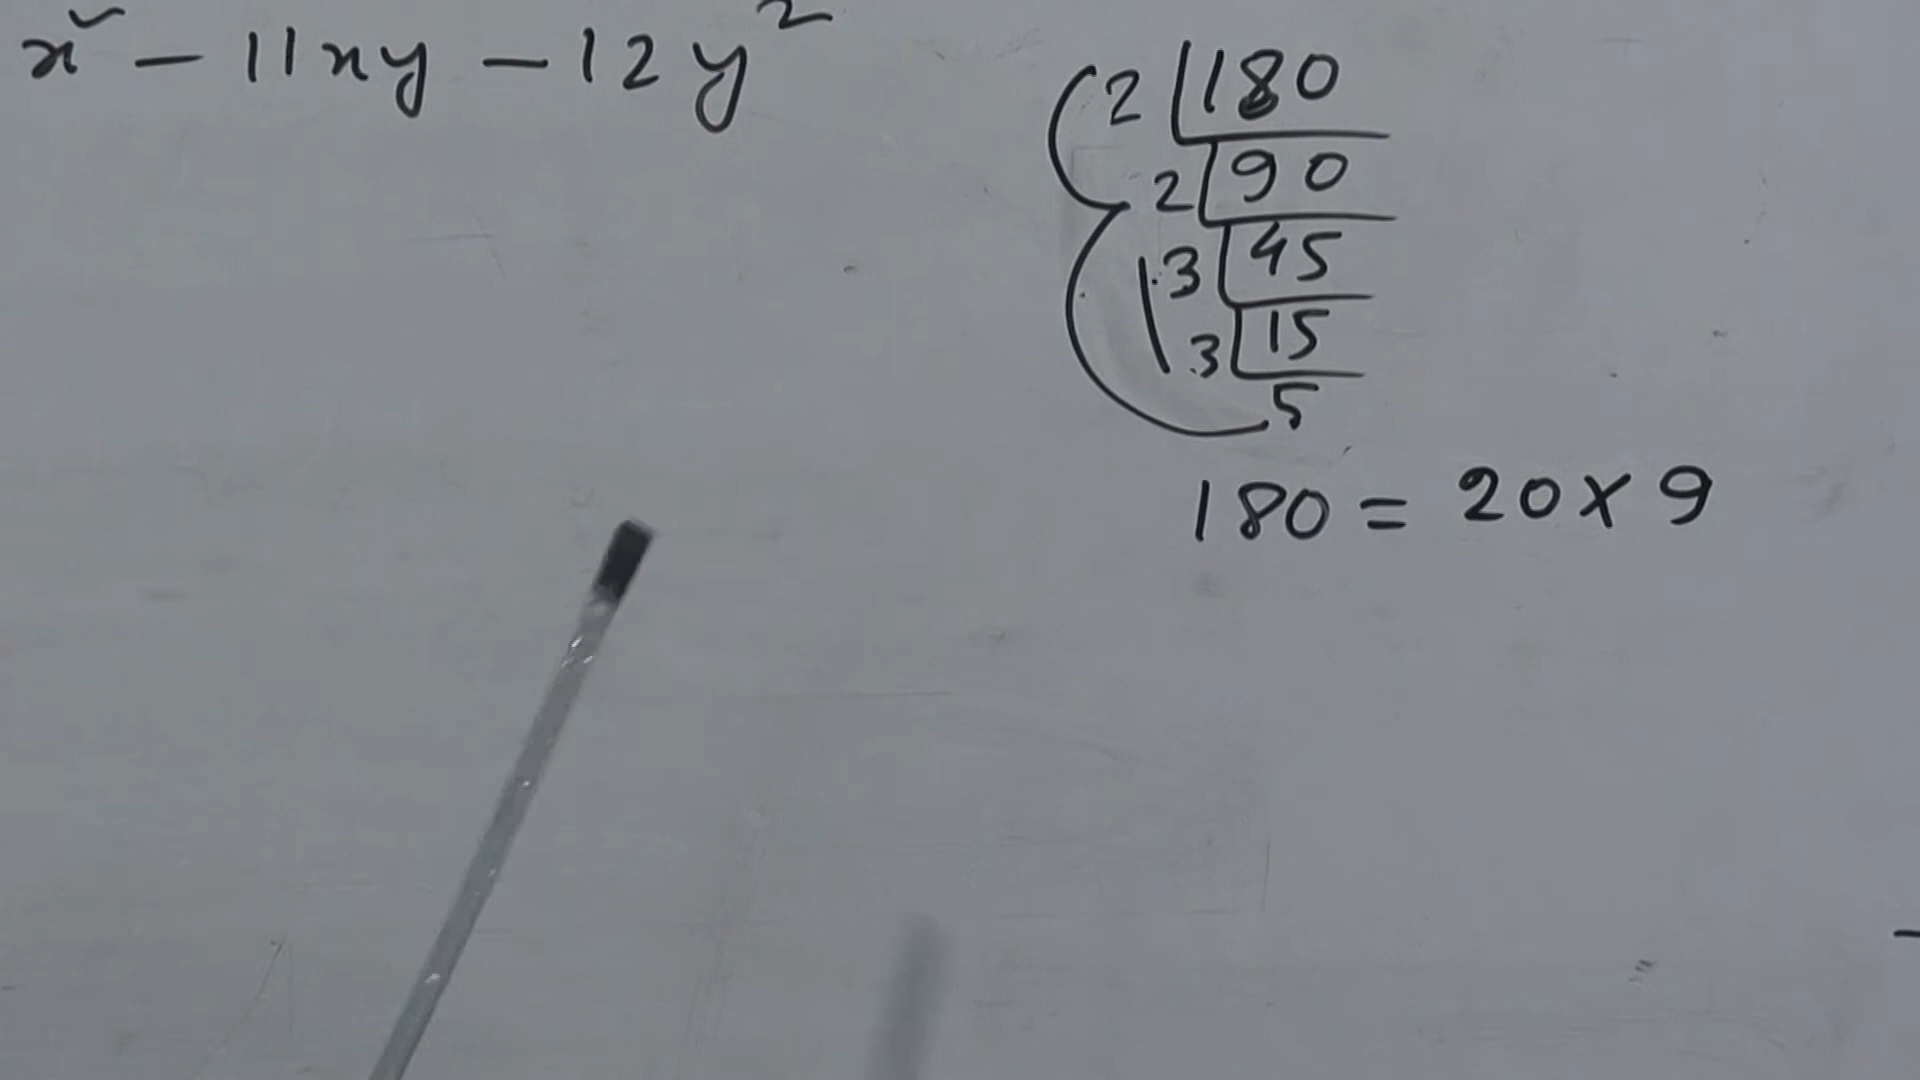 x² - 11xy - 12y²
2 | 180
2 | 90
3 | 45
3 | 15
5
180 = 20 × 9